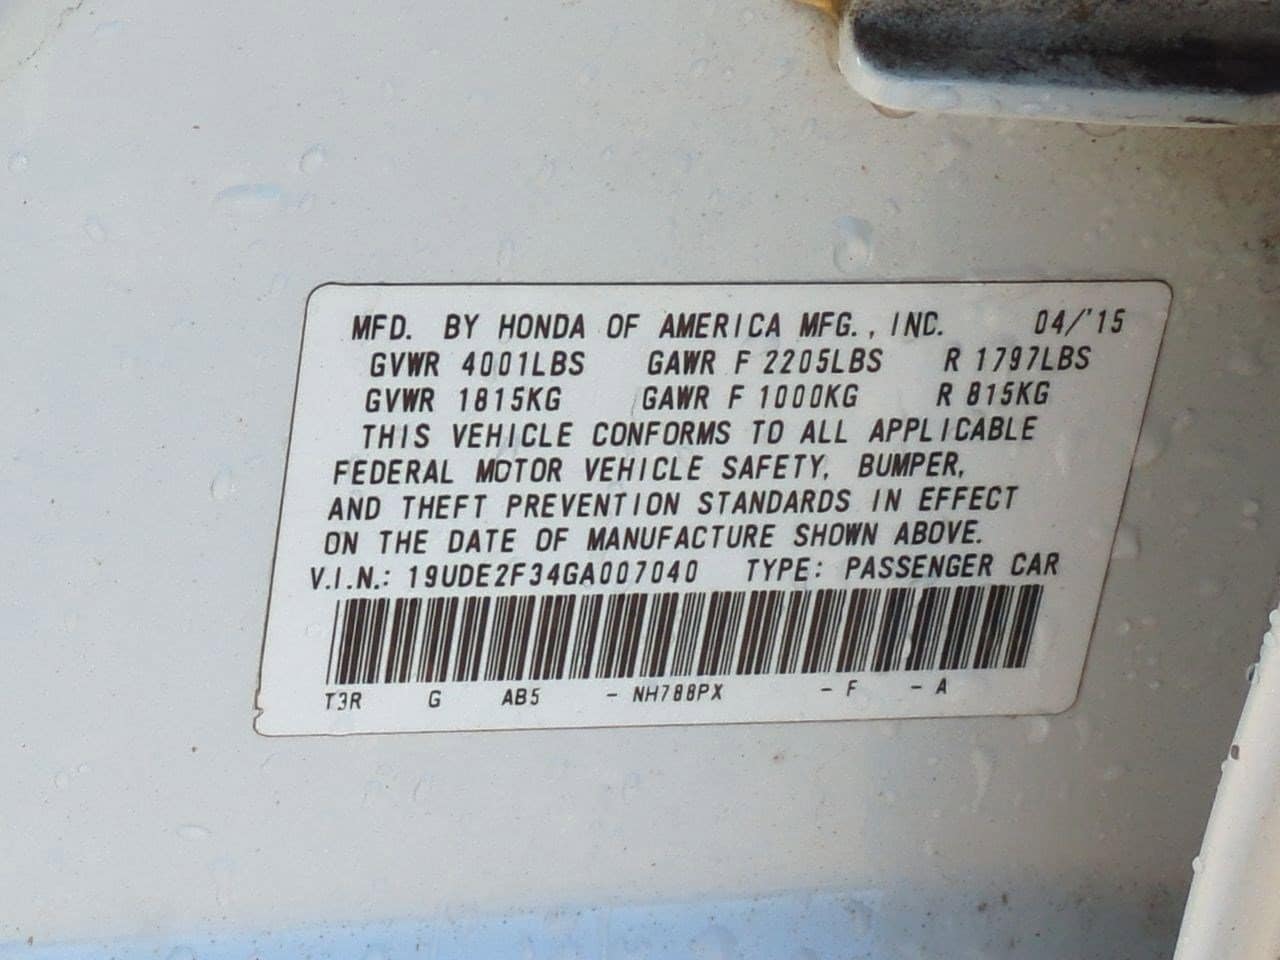 MFD. BY HONDA OF AMERICA MFG., INC. 04/'15
GVWR 4001LBS GAWR F 2205LBS R 1797LBS
GVWR 1815KG GAWR F 1000KG R 815KG
THIS VEHICLE CONFORMS TO ALL APPLICABLE
FEDERAL MOTOR VEHICLE SAFETY, BUMPER,
AND THEFT PREVENTION STANDARDS IN EFFECT
ON THE DATE OF MANUFACTURE SHOWN ABOVE.
V.I.N.: 19UDE2F34GA007040 TYPE: PASSENGER CAR
T3R G AB5 - NH788PX - F - A